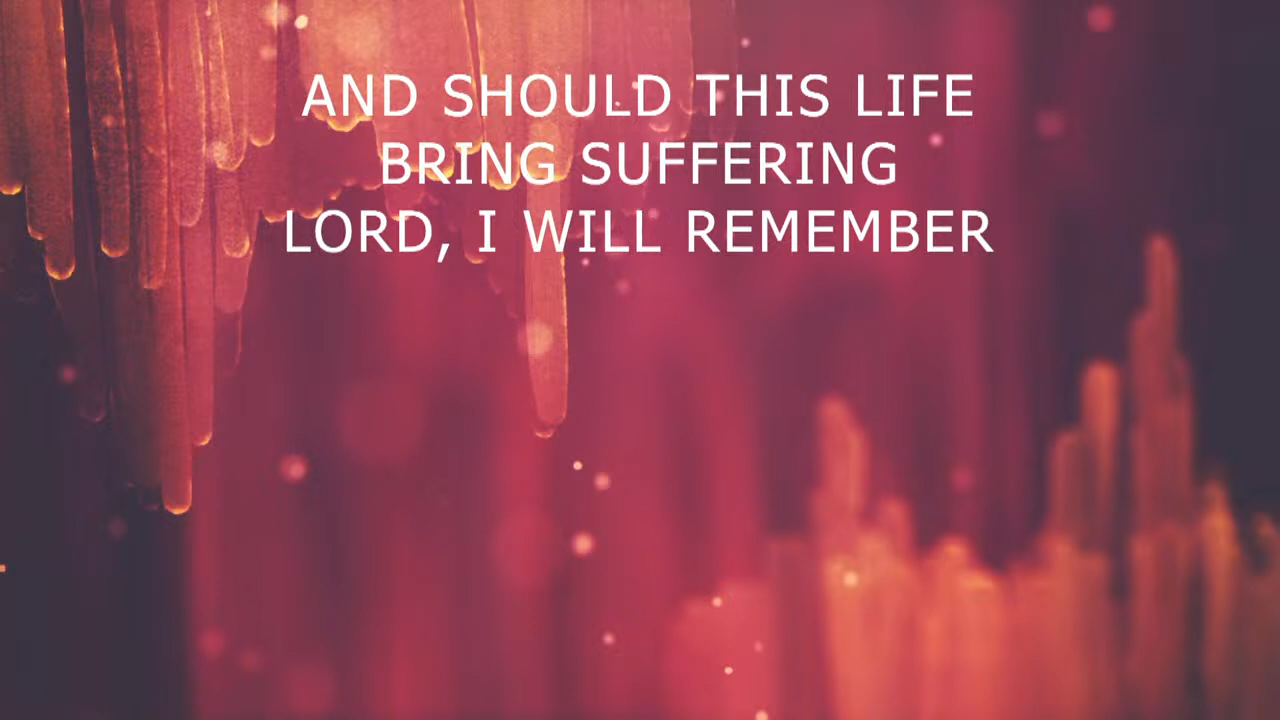 AND SHOULD THIS LIFE
BRING SUFFERING
LORD, I WILL REMEMBER